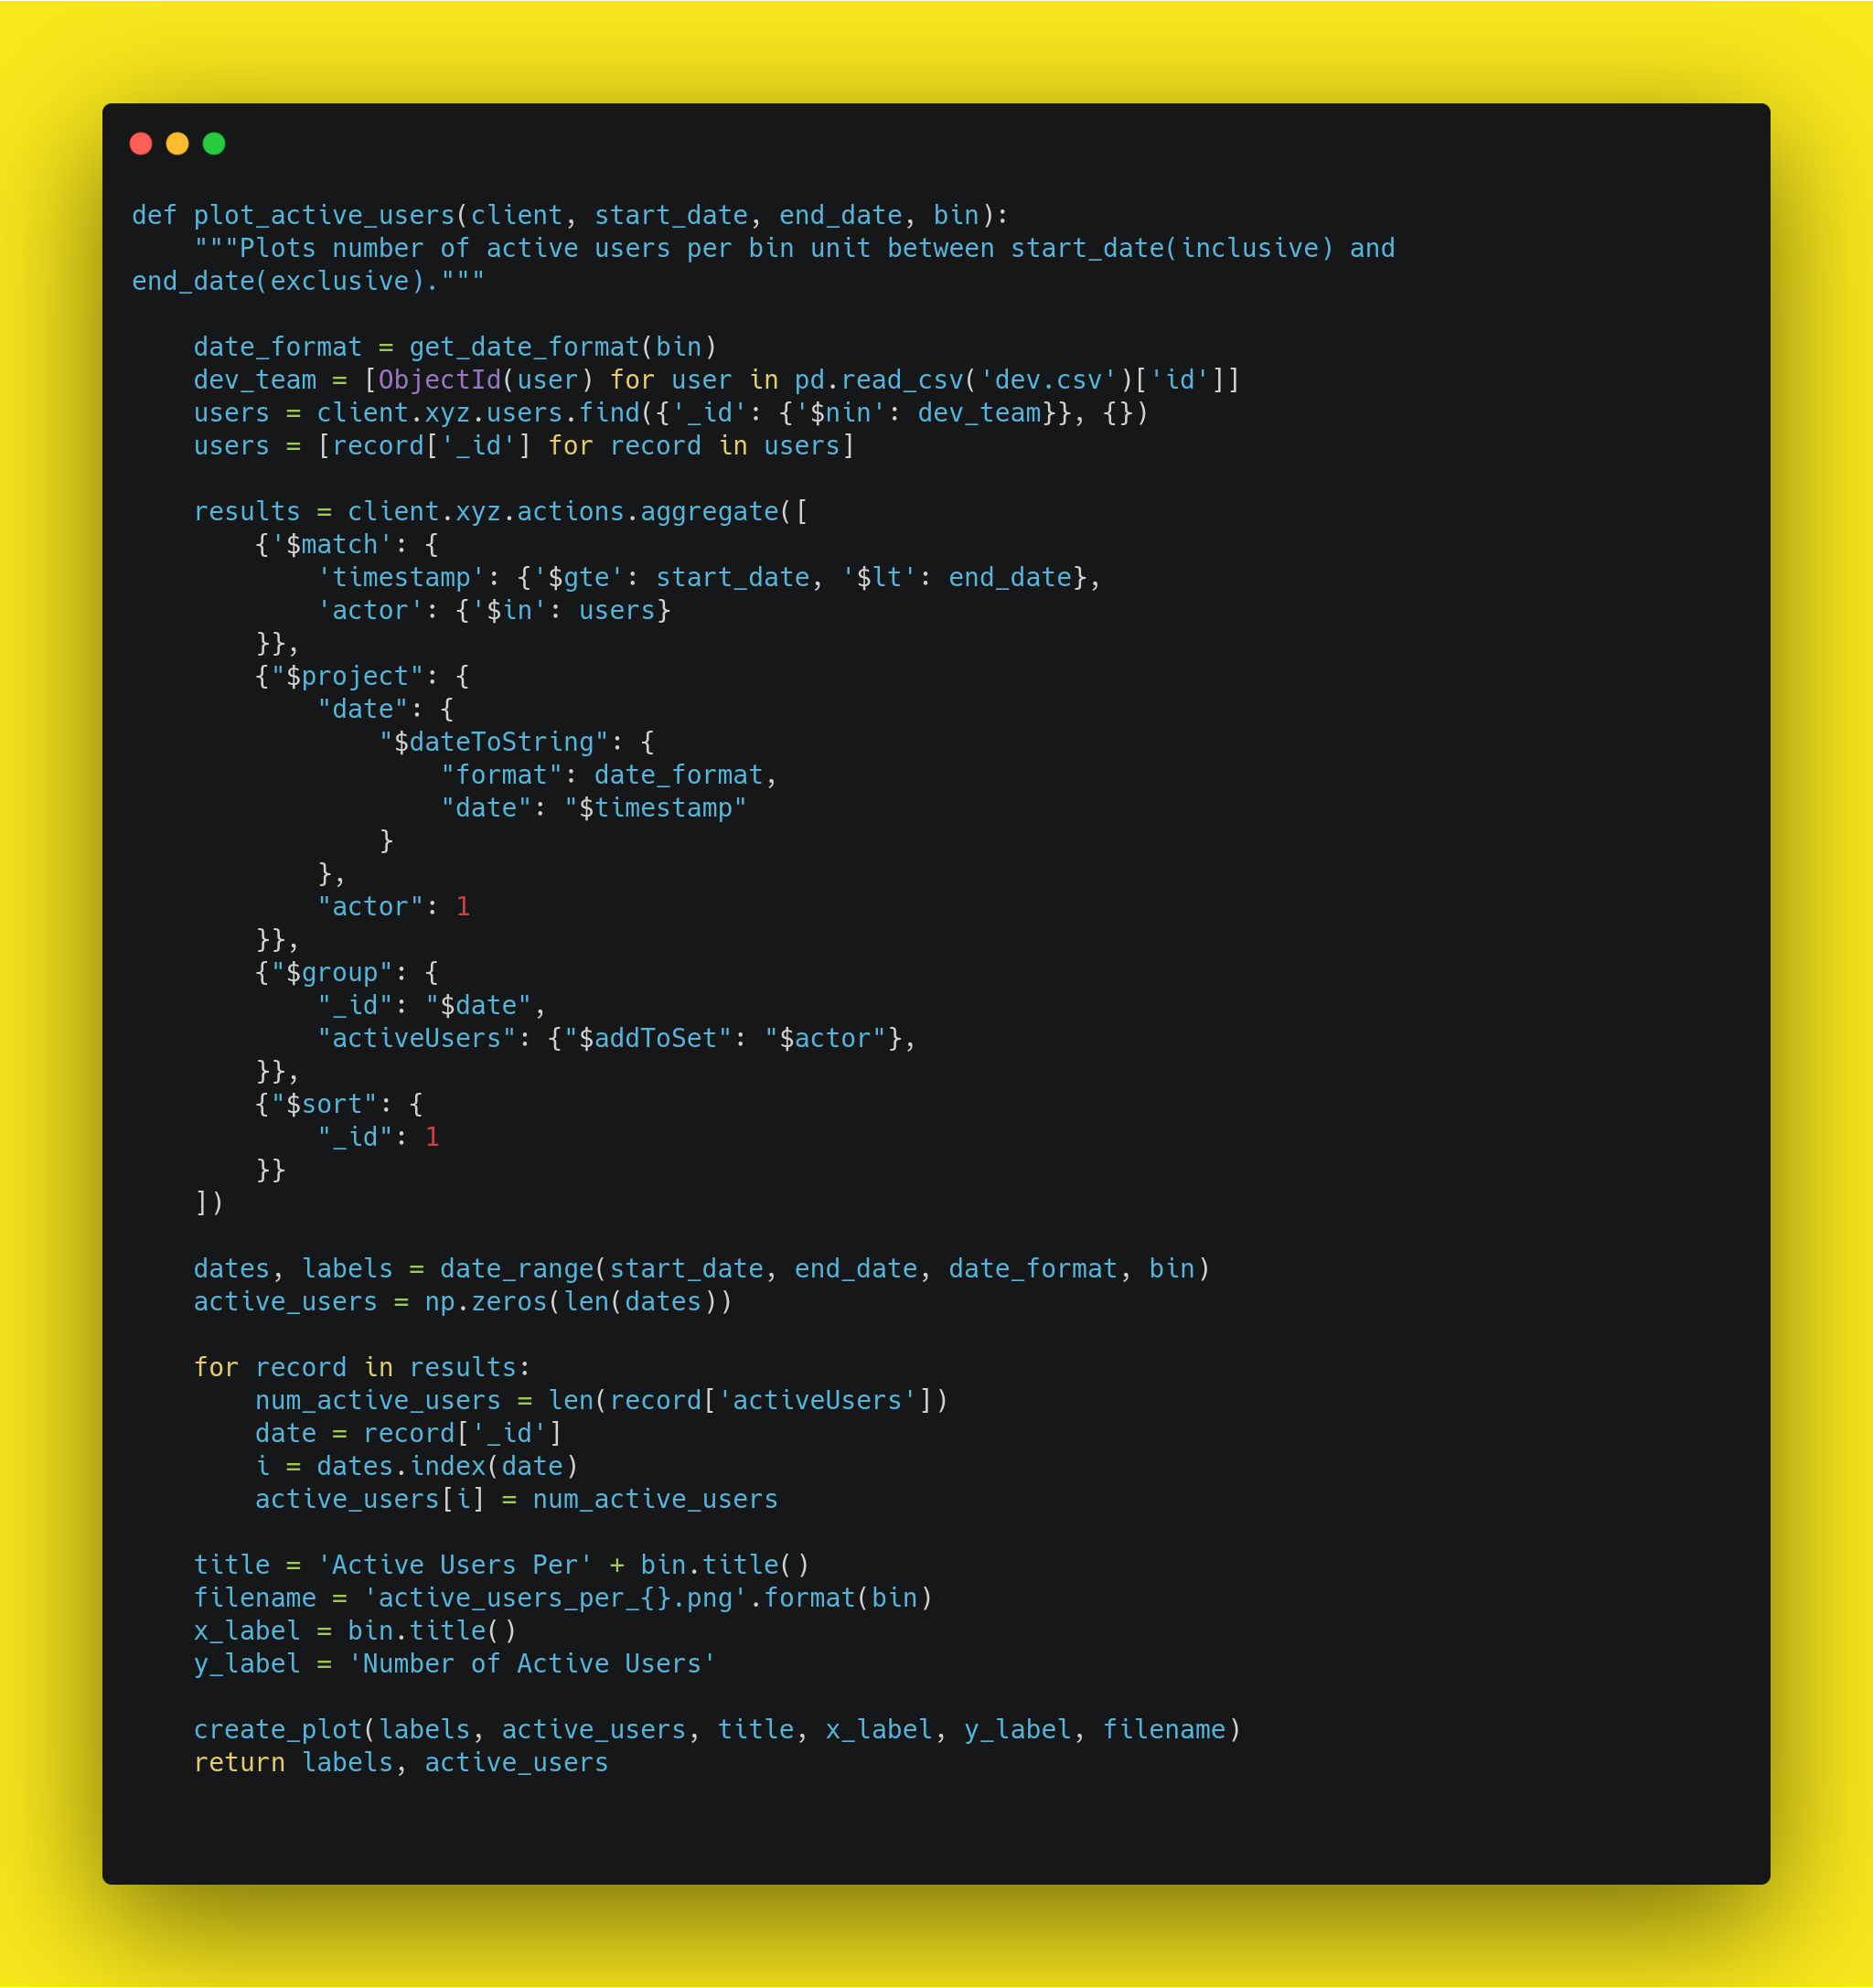 def plot_active_users(client, start_date, end_date, bin):
    """Plots number of active users per bin unit between start_date(inclusive) and
end_date(exclusive)."""

    date_format = get_date_format(bin)
    dev_team = [ObjectId(user) for user in pd.read_csv('dev.csv')['id']]
    users = client.xyz.users.find({'_id': {'$nin': dev_team}}, {})
    users = [record['_id'] for record in users]

    results = client.xyz.actions.aggregate([
        {'$match': {
            'timestamp': {'$gte': start_date, '$lt': end_date},
            'actor': {'$in': users}
        }},
        {"$project": {
            "date": {
                "$dateToString": {
                    "format": date_format,
                    "date": "$timestamp"
                }
            },
            "actor": 1
        }},
        {"$group": {
            "_id": "$date",
            "activeUsers": {"$addToSet": "$actor"},
        }},
        {"$sort": {
            "_id": 1
        }}
    ])

    dates, labels = date_range(start_date, end_date, date_format, bin)
    active_users = np.zeros(len(dates))

    for record in results:
        num_active_users = len(record['activeUsers'])
        date = record['_id']
        i = dates.index(date)
        active_users[i] = num_active_users

    title = 'Active Users Per' + bin.title()
    filename = 'active_users_per_{}.png'.format(bin)
    x_label = bin.title()
    y_label = 'Number of Active Users'

    create_plot(labels, active_users, title, x_label, y_label, filename)
    return labels, active_users